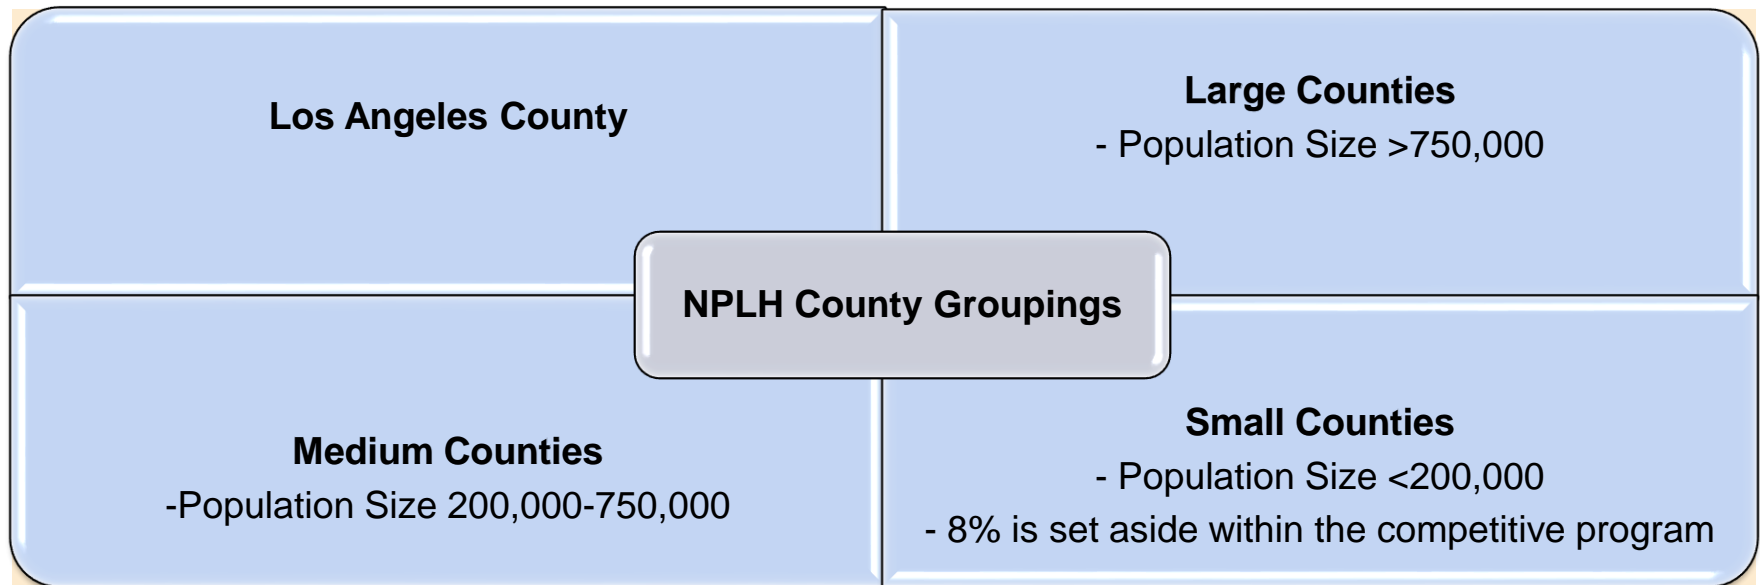 Los Angeles County
Large Counties
- Population Size >750,000
NPLH County Groupings
Medium Counties
-Population Size 200,000-750,000
Small Counties
- Population Size <200,000
- 8% is set aside within the competitive program